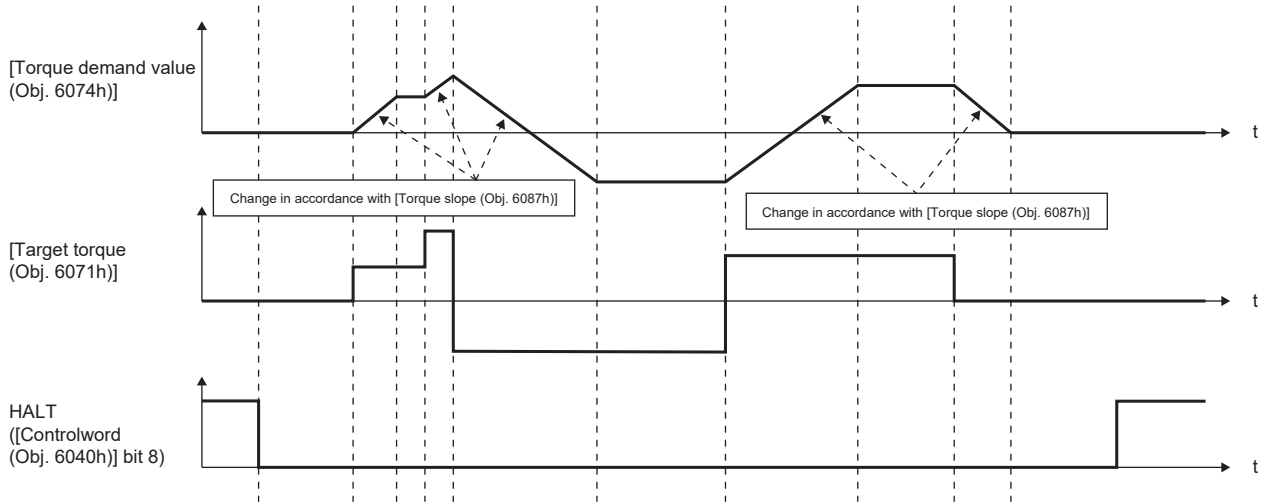 [Torque demand value
(Obj. 6074h)]
t
Change in accordance with [Torque slope (Obj. 6087h)]
Change in accordance with [Torque slope (Obj. 6087h)]
[Target torque
(Obj. 6071h)]
t
HALT
([Controlword
(Obj. 6040h)] bit 8)
t